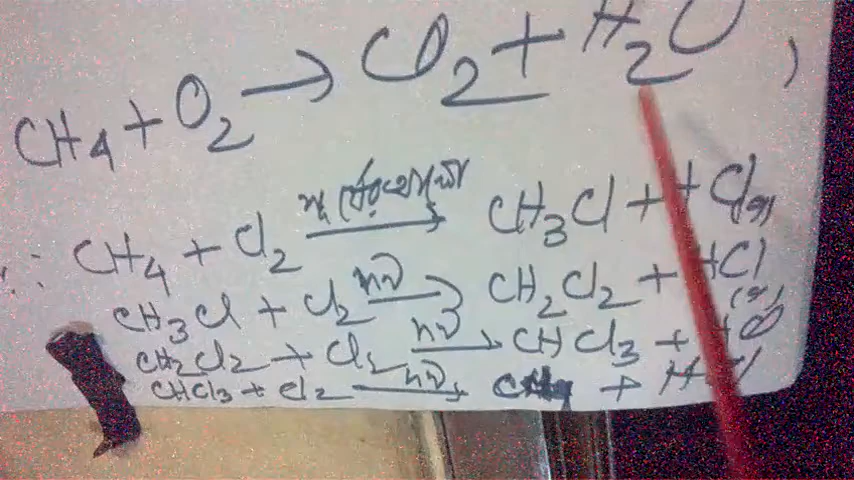 CH4 + O2 → CO2 + H2O,
∴ CH4 + Cl2 → CH3Cl + HCl(g)
CH3Cl + Cl2 hν → CH2Cl2 + HCl (g)
CH2Cl2 + Cl2 hν → CHCl3 +
CHCl3 + Cl2 hν → + HCl